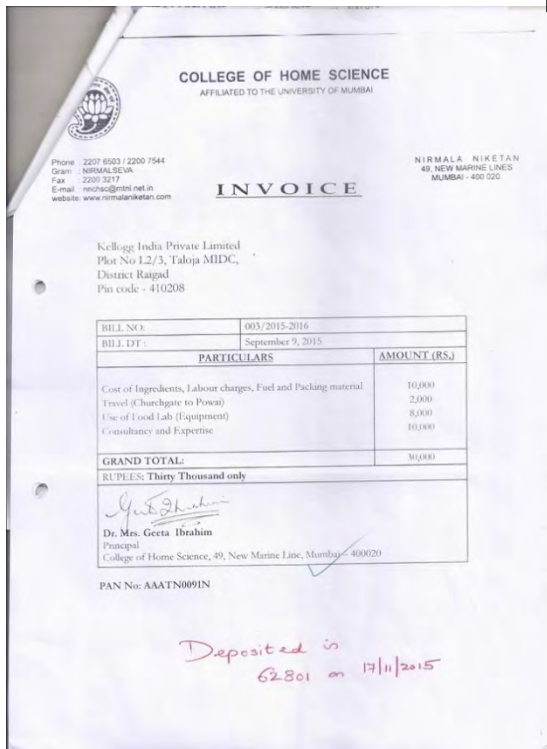 COLLEGE OF HOME SCIENCE
AFFILIATED TO THE UNIVERSITY OF MUMBAI
Phone : 2207 6503 / 2200 7544
Gram : NIRMALSEVA
Fax : 2200 3217
E-mail : nnchsc@mtnl.net.in
website: www.nirmalaniketan.com
NIRMALA NIKETAN
49, NEW MARINE LINES
MUMBAI - 400 020.
INVOICE
Kellogg India Private Limited
Plot No L2/3, Taloja MIDC,
District Raigad
Pin code - 410208
BILL NO: 003/2015-2016
BILL DT : September 9, 2015
PARTICULARS AMOUNT (RS.)
Cost of Ingredients, Labour charges, Fuel and Packing material 10,000
Travel (Churchgate to Powai) 2,000
Use of Food Lab (Equipment) 8,000
Consultancy and Expertise 10,000
GRAND TOTAL: 30,000
RUPEES: Thirty Thousand only
Dr. Mrs. Geeta Ibrahim
Principal
College of Home Science, 49, New Marine Line, Mumbai - 400020
PAN No: AAATN0091N
Deposited in
62801 on 17/11/2015